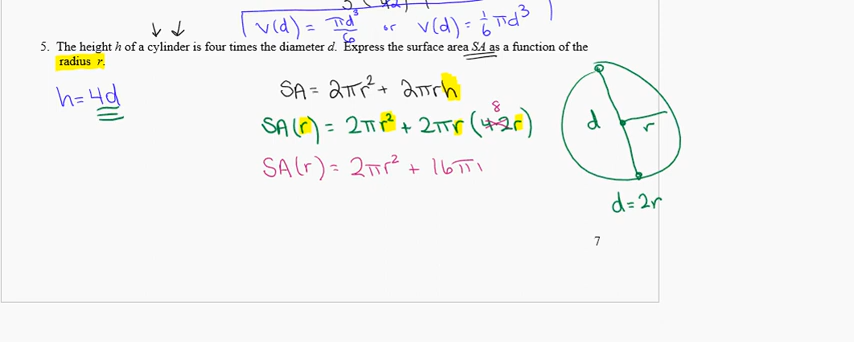 V(d) = πd³/6 or V(d) = 1/6 πd³
5. The height h of a cylinder is four times the diameter d. Express the surface area SA as a function of the
radius r.
h = 4d
SA = 2πr² + 2πrh
8
SA(r) = 2πr² + 2πr (4·2r)
SA(r) = 2πr² + 16π
d
r
d = 2r
7